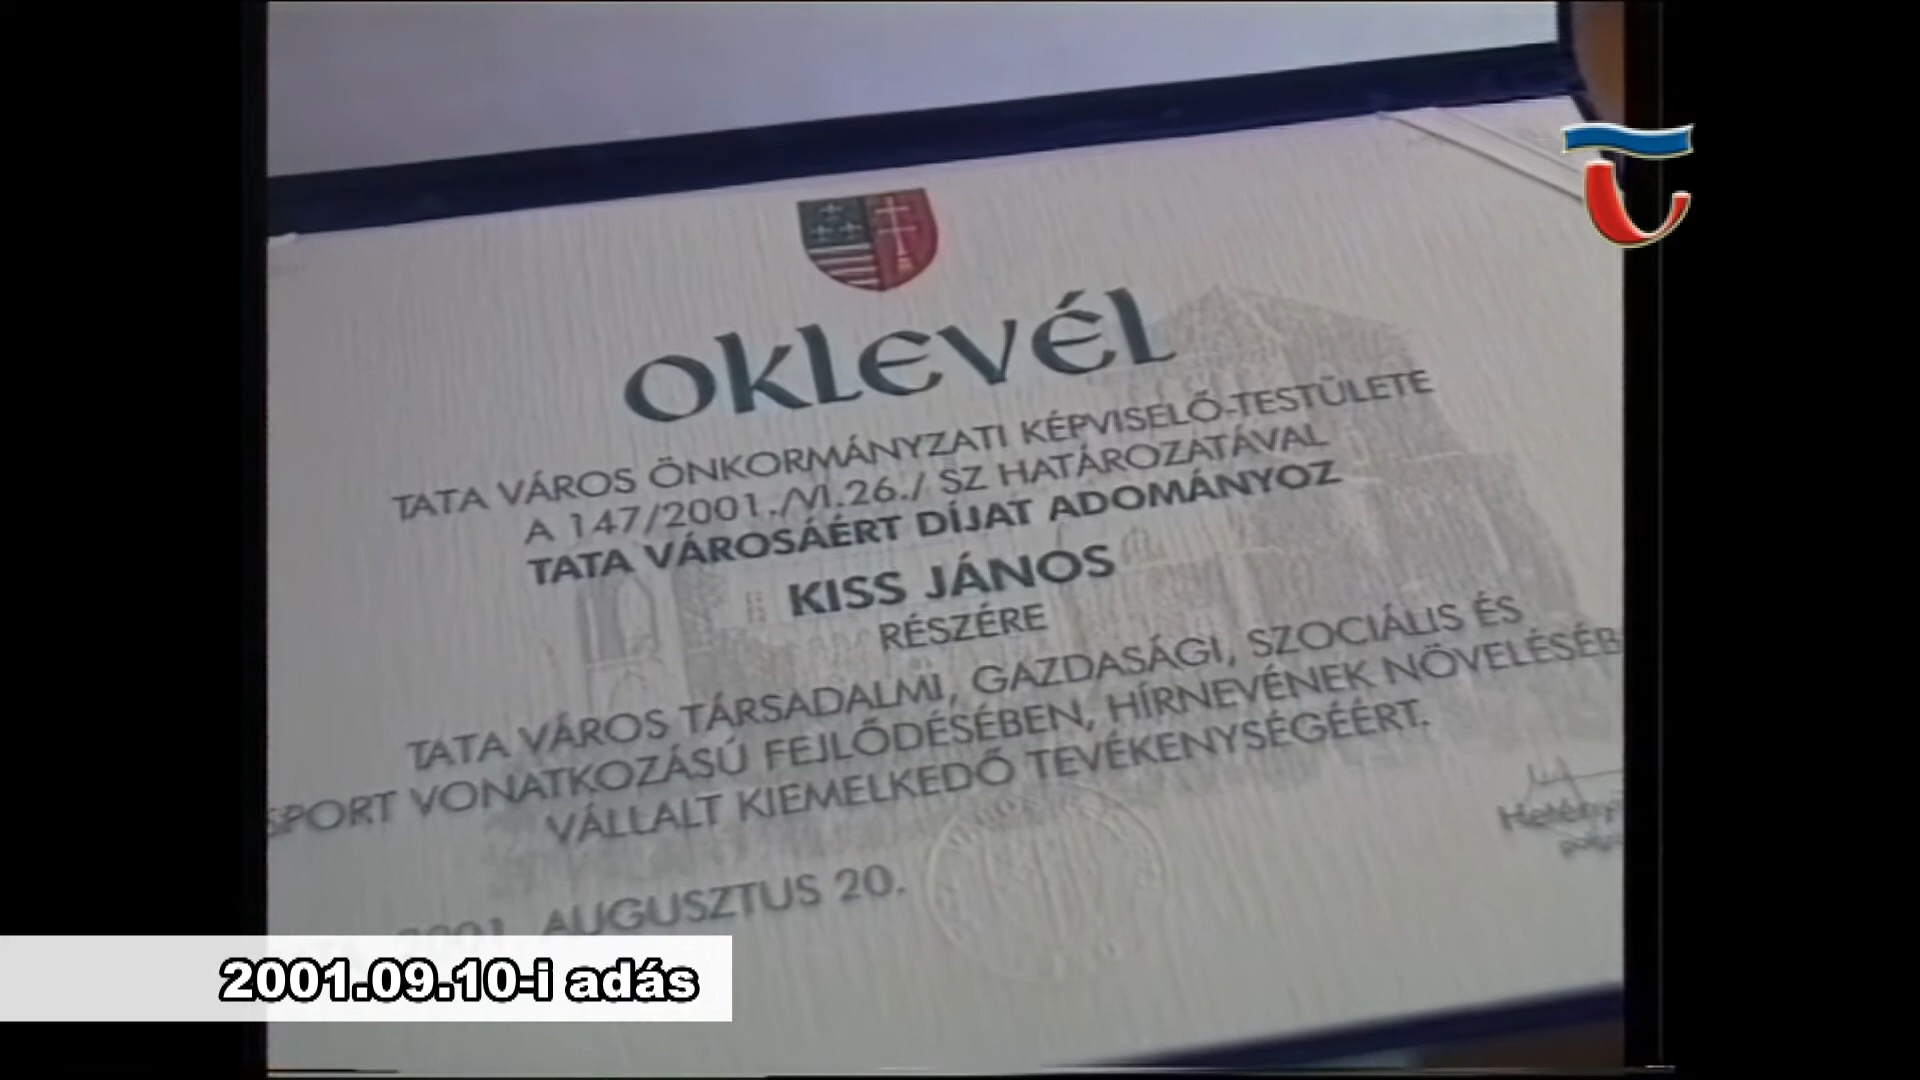 OKLEVÉL
TATA VÁROS ÖNKORMÁNYZATI KÉPVISELŐ-TESTÜLETE
A 147/2001./VI.26./ SZ HATÁROZATÁVAL
TATA VÁROSÁÉRT DÍJAT ADOMÁNYOZ
KISS JÁNOS
RÉSZÉRE
TATA VÁROS TÁRSADALMI, GAZDASÁGI, SZOCIÁLIS ÉS
SPORT VONATKOZÁSÚ FEJLŐDÉSÉBEN, HÍRNEVÉNEK NÖVELÉSÉB
VÁLLALT KIEMELKEDŐ TEVÉKENYSÉGÉÉRT.
2001. AUGUSZTUS 20.
2001.09.10-i adás